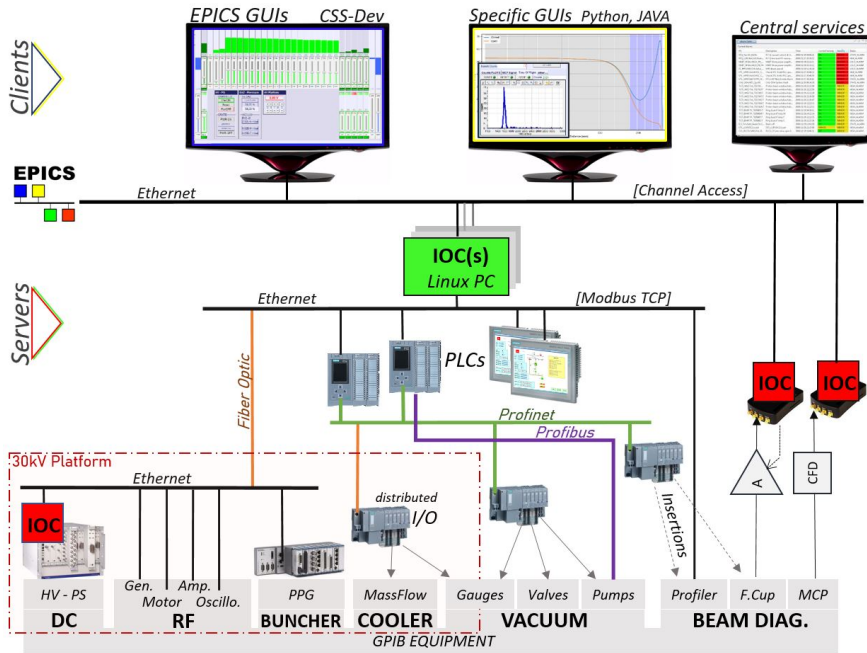 EPICS GUIs CSS-Dev
Specific GUIs Python, JAVA
Central services
Clients
EPICS
Ethernet
[Channel Access]
IOC(s)
Linux PC
Servers
Ethernet
[Modbus TCP]
Fiber Optic
PLCs
IOC
IOC
Profinet
Profibus
30kV Platform
Ethernet
distributed
I/O
Insertions
A
CFD
IOC
Gen.
Motor
Amp.
Oscillo.
HV - PS
PPG
MassFlow
Gauges
Valves
Pumps
Profiler
F.Cup
MCP
DC
RF
BUNCHER
COOLER
VACUUM
BEAM DIAG.
GPIB EQUIPMENT